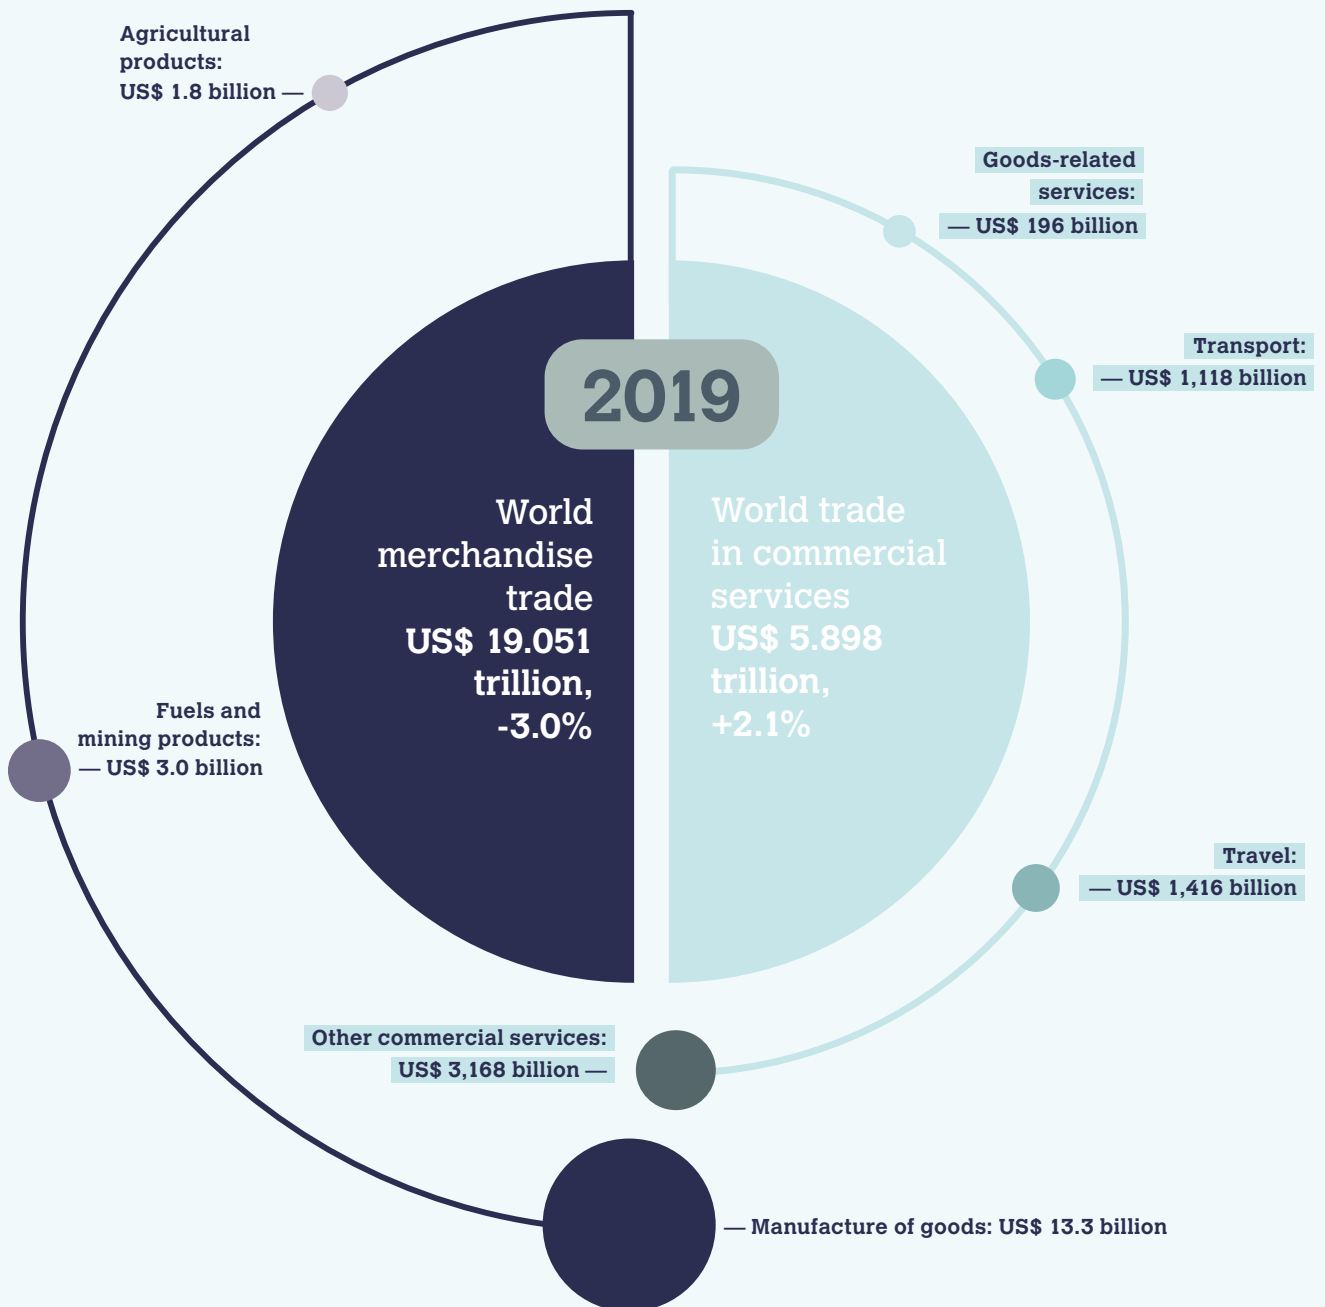 Agricultural
products:
US$ 1.8 billion —
Goods-related
services:
— US$ 196 billion
Transport:
— US$ 1,118 billion
2019
World
merchandise
trade
US$ 19.051
trillion,
-3.0%
World trade
in commercial
services
US$ 5.898
trillion,
+2.1%
Fuels and
mining products:
— US$ 3.0 billion
Travel:
— US$ 1,416 billion
Other commercial services:
US$ 3,168 billion —
— Manufacture of goods: US$ 13.3 billion